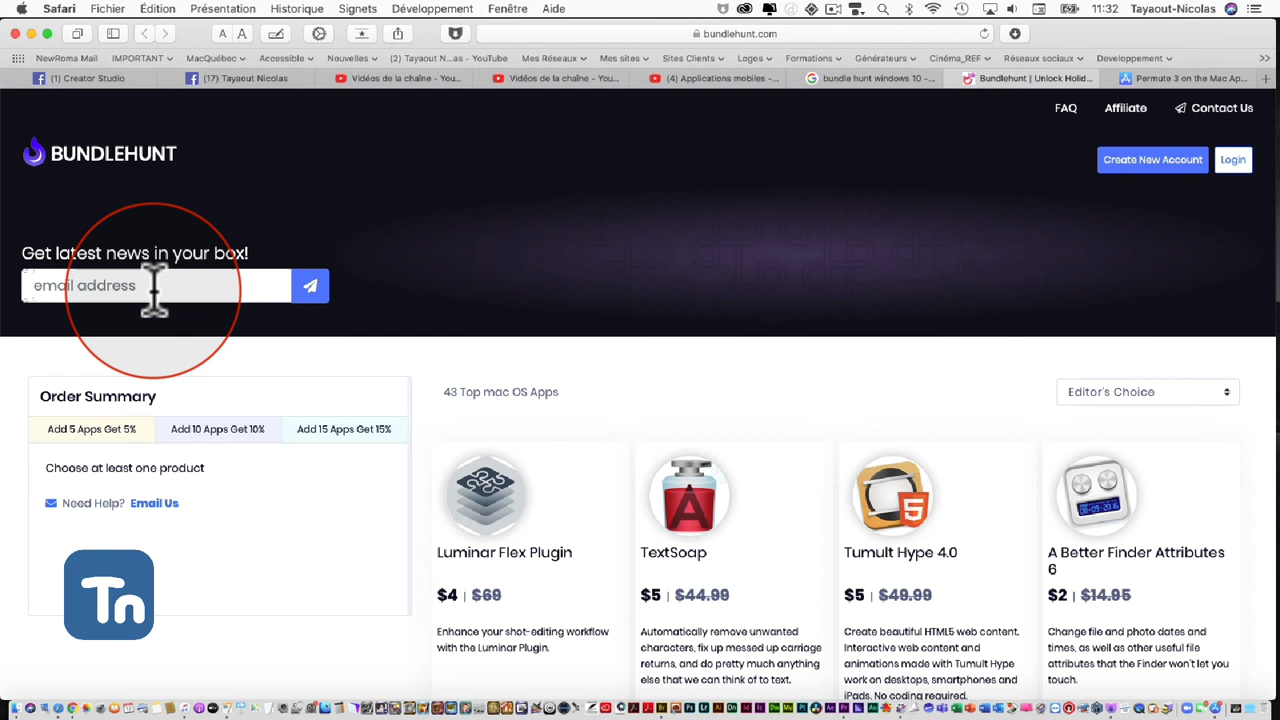 Safari Fichier Édition Présentation Historique Signets Développement Fenêtre Aide 11:32 Tayaout-Nicolas
A A bundlehunt.com
NewRoma Mail IMPORTANT MacQuébec Accessible Nouvelles (2) Tayaout N...as - YouTube Mes Réseaux Mes sites Sites Clients Logos Formations Générateurs Cinéma_REF Réseaux sociaux Developpement >>
(1) Creator Studio (17) Tayaout Nicolas Vidéos de la chaîne - You... Vidéos de la chaîne - You... (4) Applications mobiles -... bundle hunt windows 10 -... Bundlehunt | Unlock Holid... Permute 3 on the Mac Ap... +
FAQ Affiliate Contact Us
BUNDLEHUNT
Create New Account Login
Get latest news in your box!
email address
Order Summary
43 Top mac OS Apps
Editor's Choice
Add 5 Apps Get 5% Add 10 Apps Get 10% Add 15 Apps Get 15%
Choose at least one product
Need Help? Email Us
Tn
Luminar Flex Plugin
$4 | $69
Enhance your shot-editing workflow
with the Luminar Plugin.
A
TextSoap
$5 | $44.99
Automatically remove unwanted
characters, fix up messed up carriage
returns, and do pretty much anything
else that we can think of to text.
5
Tumult Hype 4.0
$5 | $49.99
Create beautiful HTML5 web content.
Interactive web content and
animations made with Tumult Hype
work on desktops, smartphones and
iPads. No coding required.
08-09-2016
A Better Finder Attributes
6
$2 | $14.95
Change file and photo dates and
times, as well as other useful file
attributes that the Finder won't let you
touch.